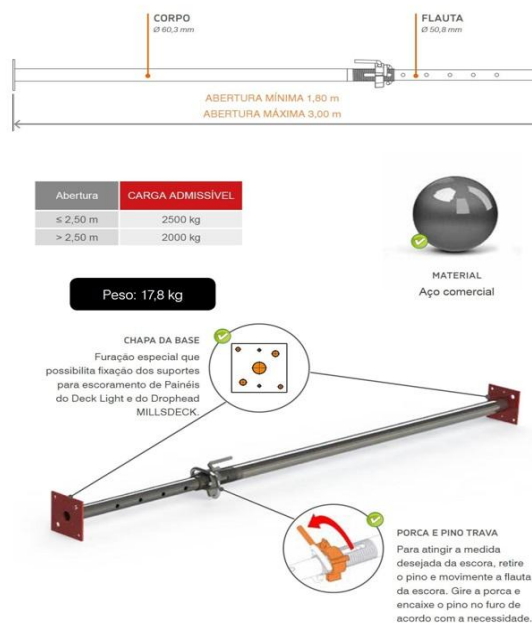 CORPO
Ø 60,3 mm
FLAUTA
Ø 50,8 mm
ABERTURA MÍNIMA 1,80 m
ABERTURA MÁXIMA 3,00 m
Abertura
CARGA ADMISSÍVEL
≤ 2,50 m
2500 kg
> 2,50 m
2000 kg
MATERIAL
Aço comercial
Peso: 17,8 kg
CHAPA DA BASE
Furação especial que
possibilita fixação dos suportes
para escoramento de Painéis
do Deck Light e do Drophead
MILLSDECK.
PORCA E PINO TRAVA
Para atingir a medida
desejada da escora, retire
o pino e movimente a flauta
da escora. Gire a porca e
encaixe o pino no furo de
acordo com a necessidade.